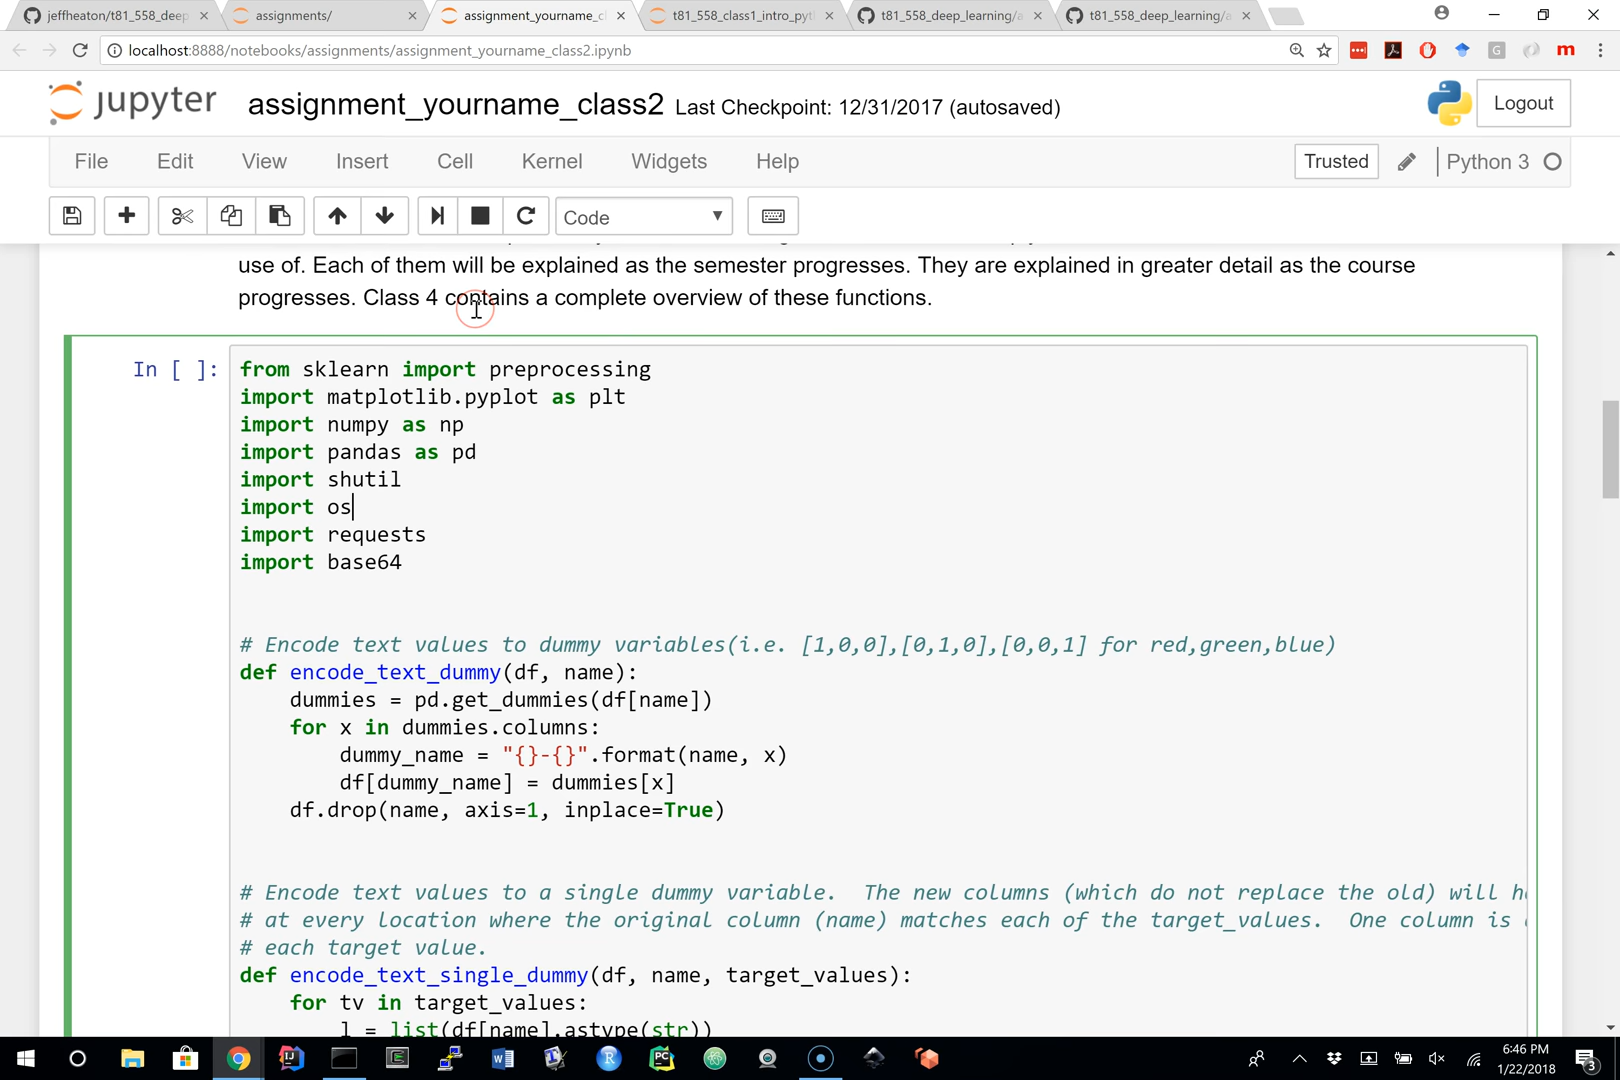 jeffheaton/t81_558_deep
assignments/
assignment_yourname_c
t81_558_class1_intro_pyt
t81_558_deep_learning/a
t81_558_deep_learning/a
localhost:8888/notebooks/assignments/assignment_yourname_class2.ipynb
G
m
jupyter
assignment_yourname_class2 Last Checkpoint: 12/31/2017 (autosaved)
Logout
File Edit View Insert Cell Kernel Widgets Help
Trusted
Python 3
Code
use of. Each of them will be explained as the semester progresses. They are explained in greater detail as the course
progresses. Class 4 contains a complete overview of these functions.
In [ ]:
from sklearn import preprocessing
import matplotlib.pyplot as plt
import numpy as np
import pandas as pd
import shutil
import os
import requests
import base64
# Encode text values to dummy variables(i.e. [1,0,0],[0,1,0],[0,0,1] for red,green,blue)
def encode_text_dummy(df, name):
    dummies = pd.get_dummies(df[name])
    for x in dummies.columns:
        dummy_name = "{}-{}".format(name, x)
        df[dummy_name] = dummies[x]
    df.drop(name, axis=1, inplace=True)
# Encode text values to a single dummy variable.  The new columns (which do not replace the old) will
# at every location where the original column (name) matches each of the target_values.  One column is
# each target value.
def encode_text_single_dummy(df, name, target_values):
    for tv in target_values:
        l = list(df[name].astype(str))
6:46 PM
1/22/2018
3